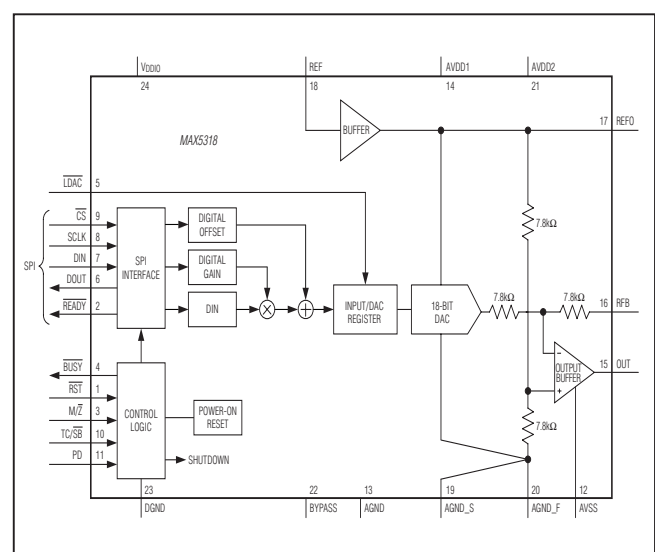 VDDIO
24
REF
18
AVDD1
14
AVDD2
21
MAX5318
BUFFER
17 REFO
LDAC 5
7.8kΩ
SPI
CS 9
SCLK 8
DIN 7
DOUT 6
READY 2
SPI
INTERFACE
DIGITAL
OFFSET
DIGITAL
GAIN
DIN
×
+
INPUT/DAC
REGISTER
18-BIT
DAC
7.8kΩ
7.8kΩ
16 RFB
15 OUT
−
+
OUTPUT
BUFFER
BUSY 4
RST 1
M/Z 3
TC/SB 10
PD 11
CONTROL
LOGIC
POWER-ON
RESET
SHUTDOWN
7.8kΩ
23
DGND
22
BYPASS
13
AGND
19
AGND_S
20
AGND_F
12
AVSS